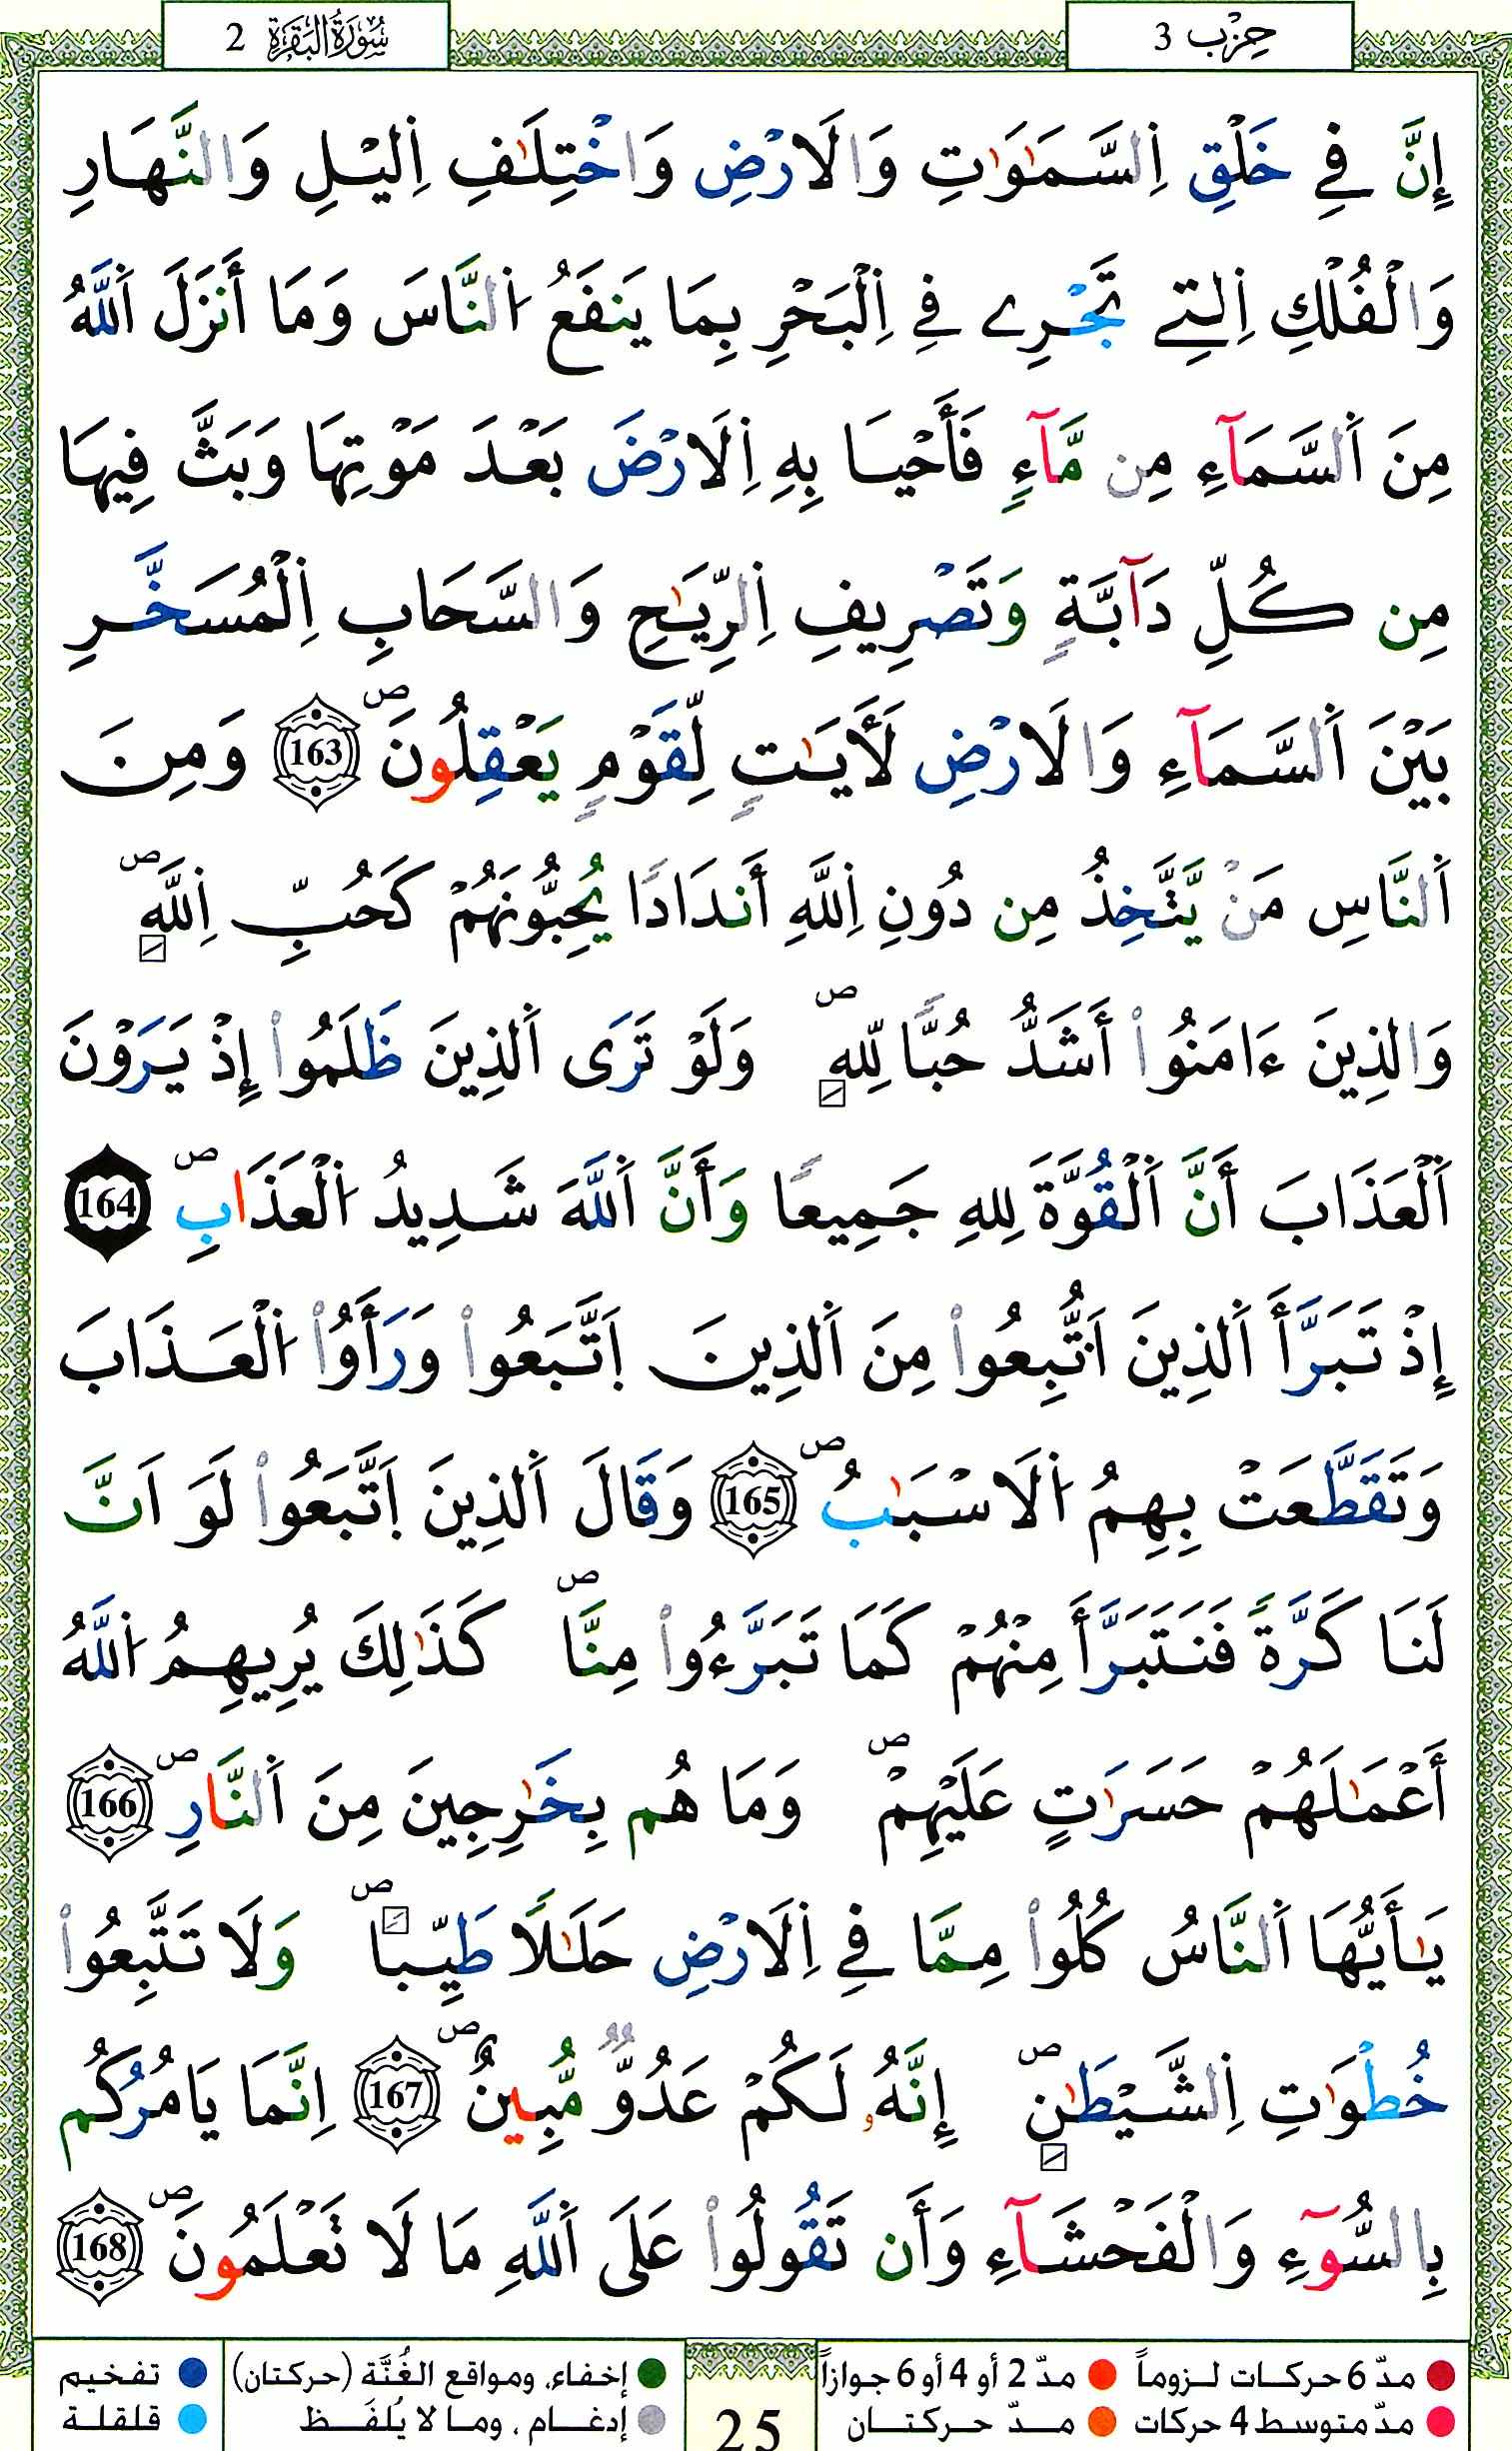 سُورَةُ البَقَرَةِ 2
حِزْب 3
إِنَّ فِے خَلْقِ اِ۬لسَّمَٰوَٰتِ وَالَارْضِ وَاخْتِلَٰفِ اِ۬ليْلِ وَالنَّهَارِ
وَالْفُلْكِ اِ۬لتِے تَجْرِے فِے اِ۬لْبَحْرِ بِمَا يَنفَعُ اُ۬لنَّاسَ وَمَا أَنزَلَ اَ۬للَّهُ
مِنَ اَ۬لسَّمَآءِ مِن مَّآءٖ فَأَحْيَا بِهِ اِ۬لَارْضَ بَعْدَ مَوْتِهَا وَبَثَّ فِيهَا
مِن كُلِّ دَآبَّةٖ وَتَصْرِيفِ اِ۬لرِّيَٰحِ وَالسَّحَابِ اِ۬لْمُسَخَّرِ
بَيْنَ اَ۬لسَّمَآءِ وَالَارْضِ لَأَيَٰتٖ لِّقَوْمٖ يَعْقِلُونَۖ 163 وَمِنَ
اَ۬لنَّاسِ مَنْ يَّتَّخِذُ مِن دُونِ اِ۬للَّهِ أَندَاداٗ يُحِبُّونَهُمْ كَحُبِّ اِ۬للَّهِۖ
وَالذِينَ ءَامَنُواْ أَشَدُّ حُبّاٗ لِّلهِۖ وَلَوْ تَرَى اَ۬لذِينَ ظَلَمُواْ إِذْ يَرَوْنَ
اَ۬لْعَذَابَ أَنَّ اَ۬لْقُوَّةَ لِلهِ جَمِيعاٗ وَأَنَّ اَ۬للَّهَ شَدِيدُ اُ۬لْعَذَابِۖ 164
إِذْ تَبَرَّأَ اَ۬لذِينَ اَ۟تُّبِعُواْ مِنَ اَ۬لذِينَ اَ۪تَّبَعُواْ وَرَأَوُاْ اُ۬لْعَذَابَ
وَتَقَطَّعَتْ بِهِمُ اُ۬لَاسْبَٰبُۖ 165 وَقَالَ اَ۬لذِينَ اَ۪تَّبَعُواْ لَوَ اَنَّ
لَنَا كَرَّةٗ فَنَتَبَرَّأَ مِنْهُمْ كَمَا تَبَرَّءُواْ مِنَّاۖ كَذَٰلِكَ يُرِيهِمُ اُ۬للَّهُ
أَعْمَٰلَهُمْ حَسَرَٰتٍ عَلَيْهِمْۖ وَمَا هُم بِخَٰرِجِينَ مِنَ اَ۬لنَّارِۖ 166
يَٰأَيُّهَا اَ۬لنَّاسُ كُلُواْ مِمَّا فِے اِ۬لَارْضِ حَلَٰلاٗ طَيِّباۖ وَلَا تَتَّبِعُواْ
خُطْوَٰتِ اِ۬لشَّيْطَٰنِۖ إِنَّهُۥ لَكُمْ عَدُوّٞ مُّبِينٌۖ 167 اِنَّمَا يَامُرُكُم
بِالسُّوٓءِ وَالْفَحْشَآءِ وَأَن تَقُولُواْ عَلَى اَ۬للَّهِ مَا لَا تَعْلَمُونَۖ 168
مدّ 6 حركات لزوماً مدّ 2 أو 4 أو 6 جوازاً إخفاء، ومواقع الغُنَّة (حركتان) تفخيم
مدّ متوسط 4 حركات مدّ حركتان إدغام ، وما لا يُلفَظ قلقلة
25